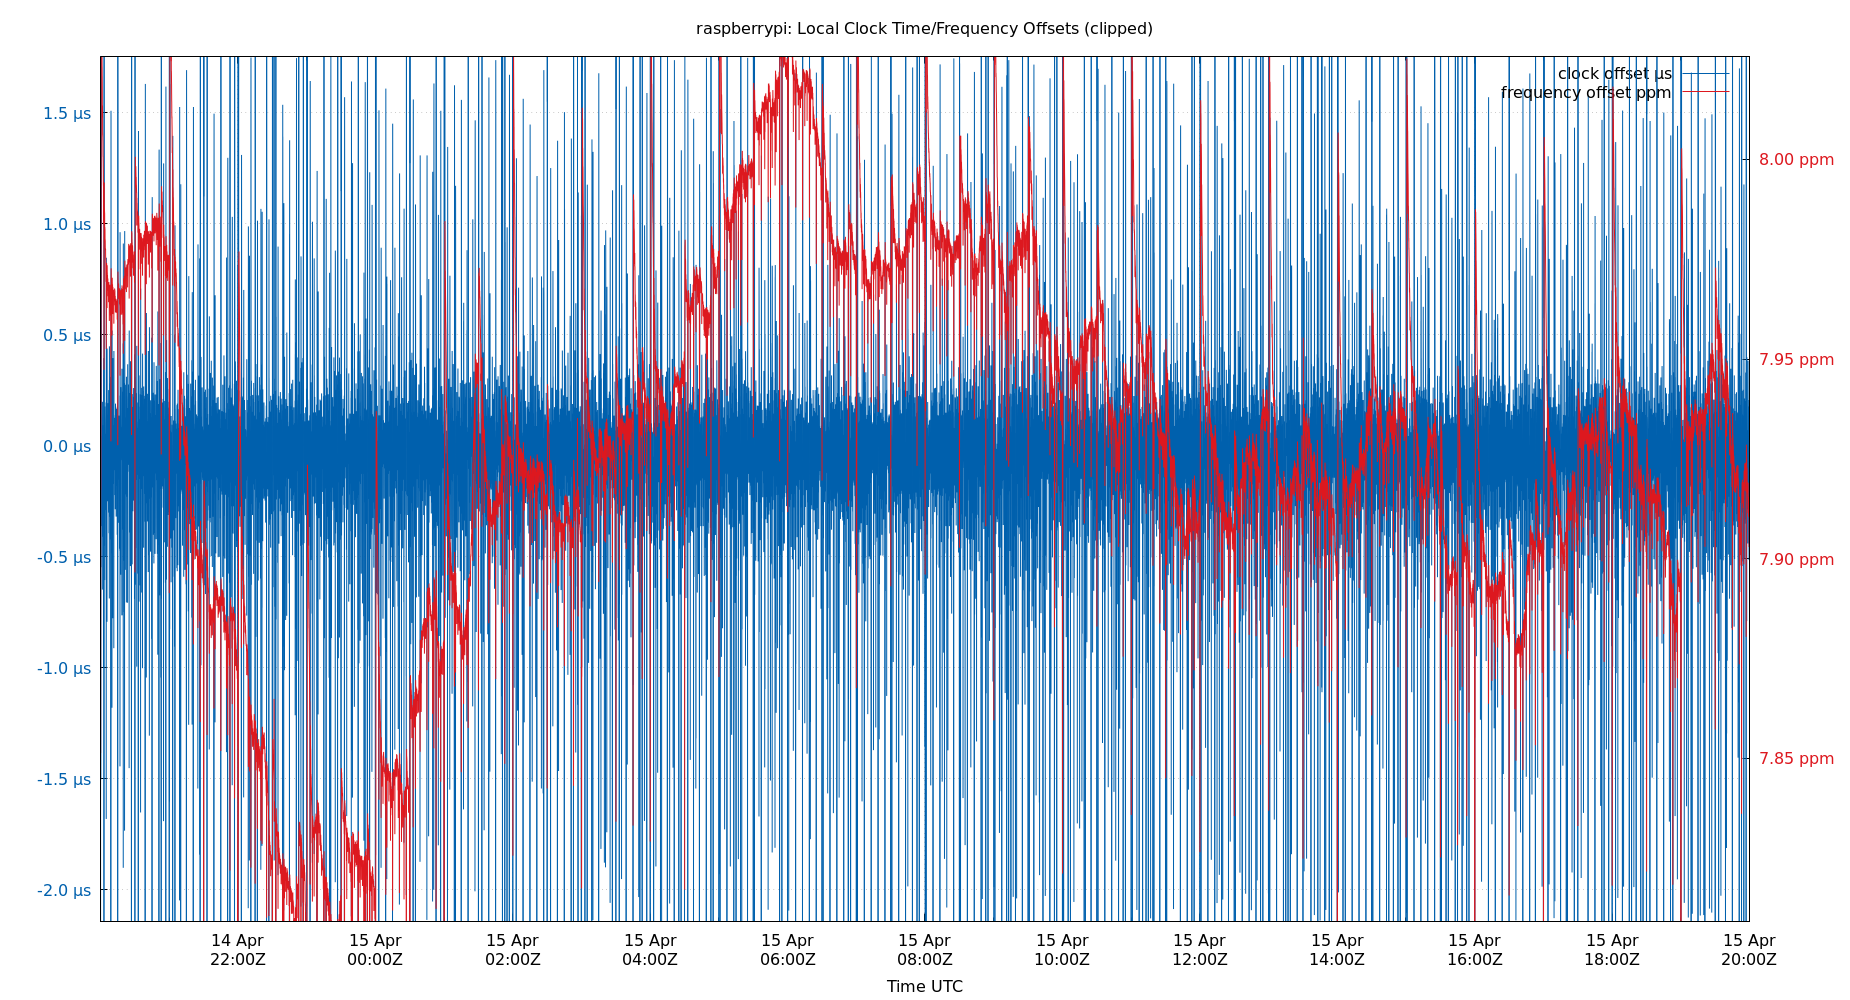 raspberrypi: Local Clock Time/Frequency Offsets (clipped)
clock offset µs
frequency offset ppm
1.5 µs
1.0 µs
0.5 µs
0.0 µs
-0.5 µs
-1.0 µs
-1.5 µs
-2.0 µs
8.00 ppm
7.95 ppm
7.90 ppm
7.85 ppm
14 Apr
22:00Z
15 Apr
00:00Z
15 Apr
02:00Z
15 Apr
04:00Z
15 Apr
06:00Z
15 Apr
08:00Z
15 Apr
10:00Z
15 Apr
12:00Z
15 Apr
14:00Z
15 Apr
16:00Z
15 Apr
18:00Z
15 Apr
20:00Z
Time UTC